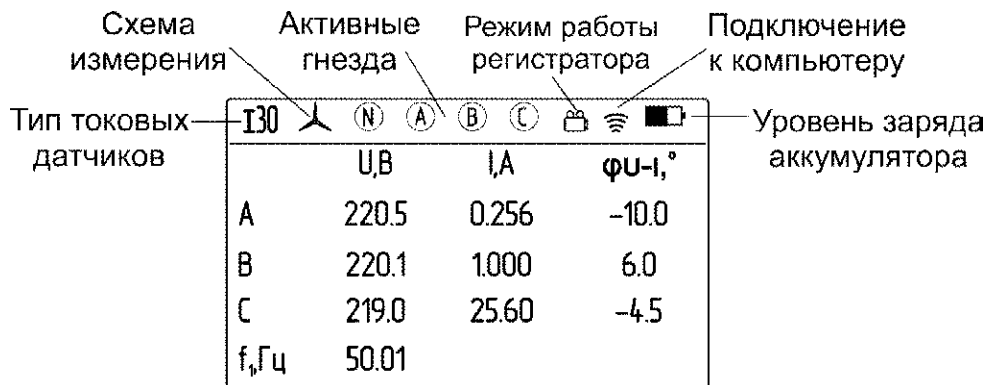 Схема измерения
Активные гнезда
Режим работы регистратора
Подключение к компьютеру
Тип токовых датчиков
I30 N A B C
Уровень заряда аккумулятора
U,В I,А φU-I,°
A 220.5 0.256 -10.0
B 220.1 1.000 6.0
C 219.0 25.60 -4.5
f₁,Гц 50.01